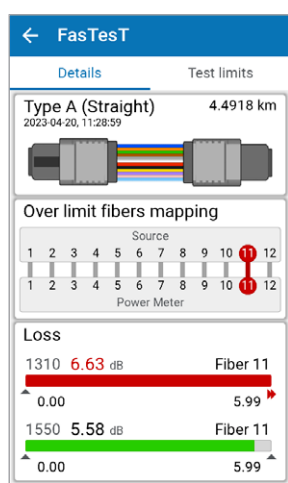 FasTesT
Details Test limits
Type A (Straight) 4.4918 km
2023-04-20, 11:28:59
Over limit fibers mapping
Source
1 2 3 4 5 6 7 8 9 10 11 12
1 2 3 4 5 6 7 8 9 10 11 12
Power Meter
Loss
1310 6.63 dB Fiber 11
0.00 5.99
1550 5.58 dB Fiber 11
0.00 5.99